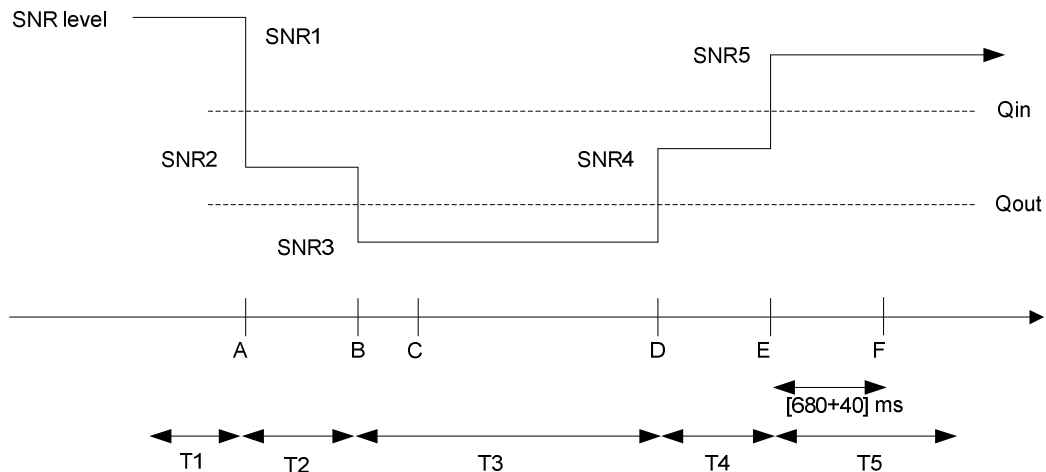 SNR level
SNR1
SNR5
Qin
SNR2
SNR4
Qout
SNR3
A B C D E F
[680+40] ms
T1 T2 T3 T4 T5